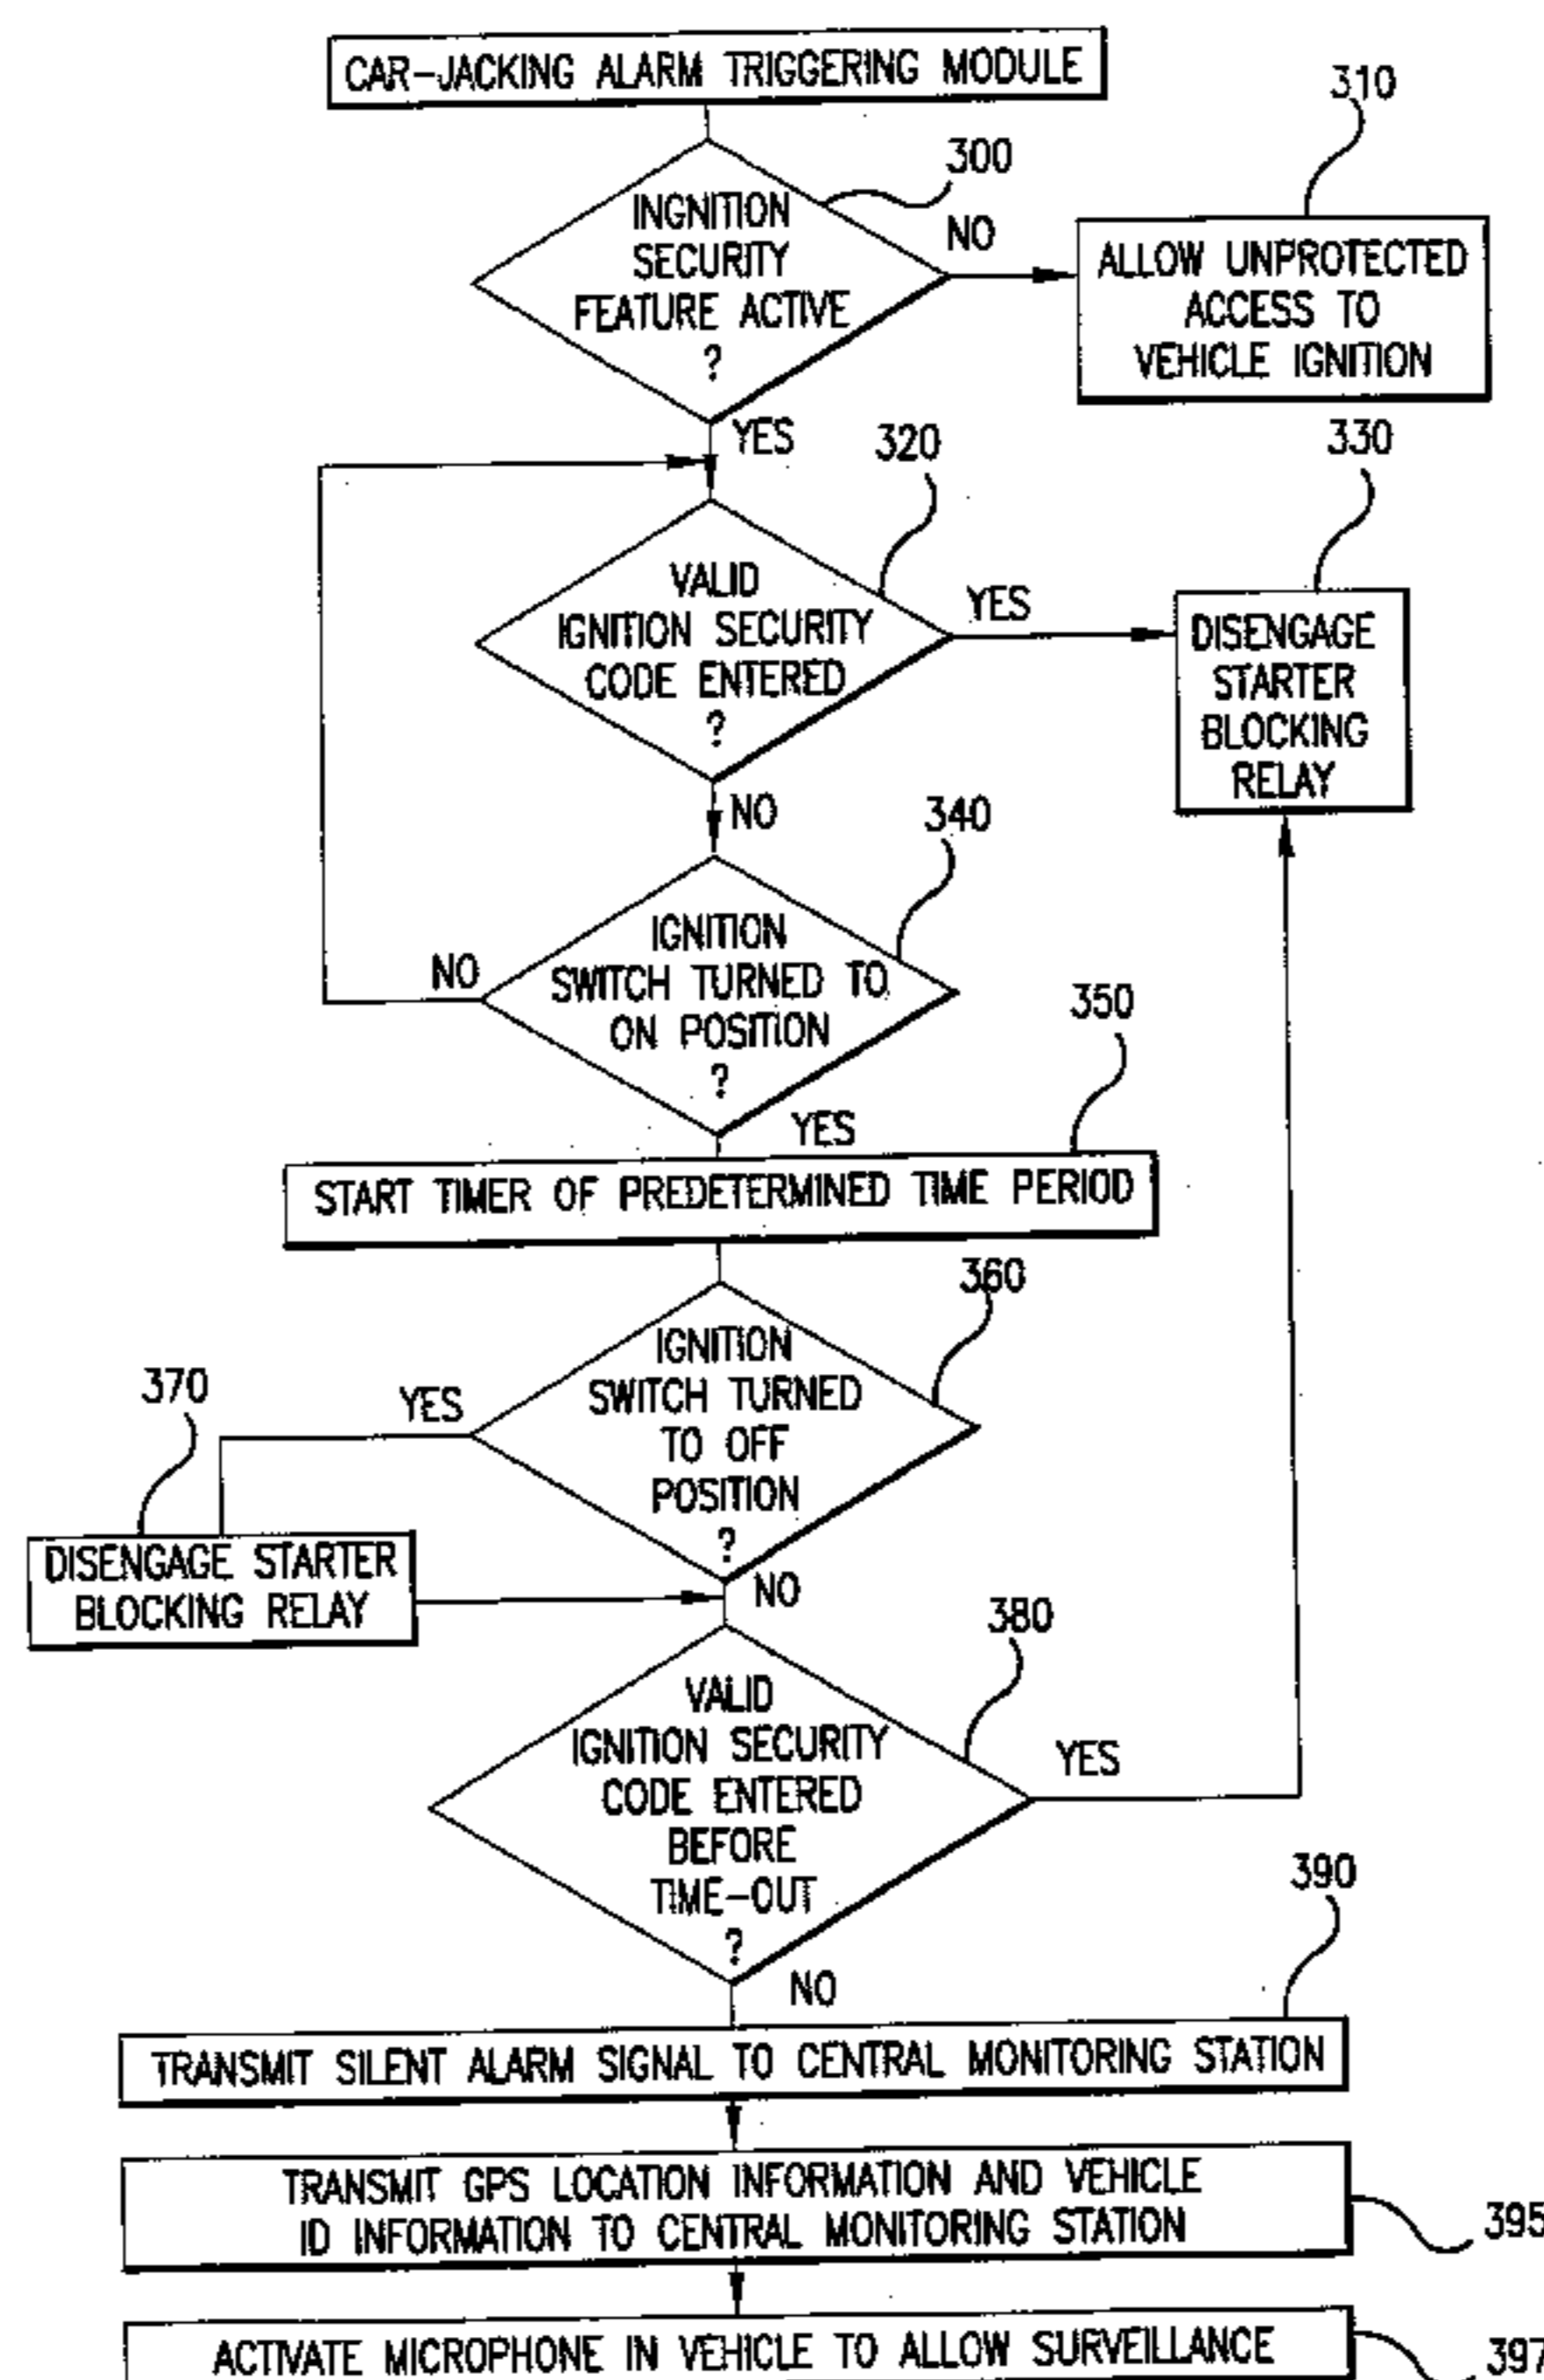 CAR-JACKING ALARM TRIGGERING MODULE
310
300
INGNITION
SECURITY
FEATURE ACTIVE
?
NO
ALLOW UNPROTECTED
ACCESS TO
VEHICLE IGNITION
YES
320
330
VALID
IGNITION SECURITY
CODE ENTERED
?
YES
DISENGAGE
STARTER
BLOCKING
RELAY
NO
340
IGNITION
SWITCH TURNED TO
ON POSITION
?
NO
350
YES
START TIMER OF PREDETERMINED TIME PERIOD
360
IGNITION
SWITCH TURNED
TO OFF
POSITION
?
370
YES
DISENGAGE STARTER
BLOCKING RELAY
NO
380
VALID
IGNITION SECURITY
CODE ENTERED
BEFORE
TIME-OUT
?
YES
390
NO
TRANSMIT SILENT ALARM SIGNAL TO CENTRAL MONITORING STATION
TRANSMIT GPS LOCATION INFORMATION AND VEHICLE
ID INFORMATION TO CENTRAL MONITORING STATION
395
ACTIVATE MICROPHONE IN VEHICLE TO ALLOW SURVEILLANCE
397